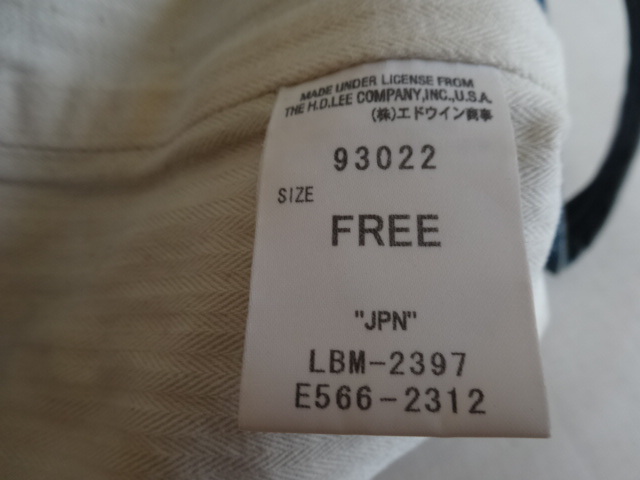 MADE UNDER LICENSE FROM
THE H.D.LEE COMPANY,INC.,U.S.A.
(株)エドウイン商事
93022
SIZE
FREE
"JPN"
LBM-2397
E566-2312